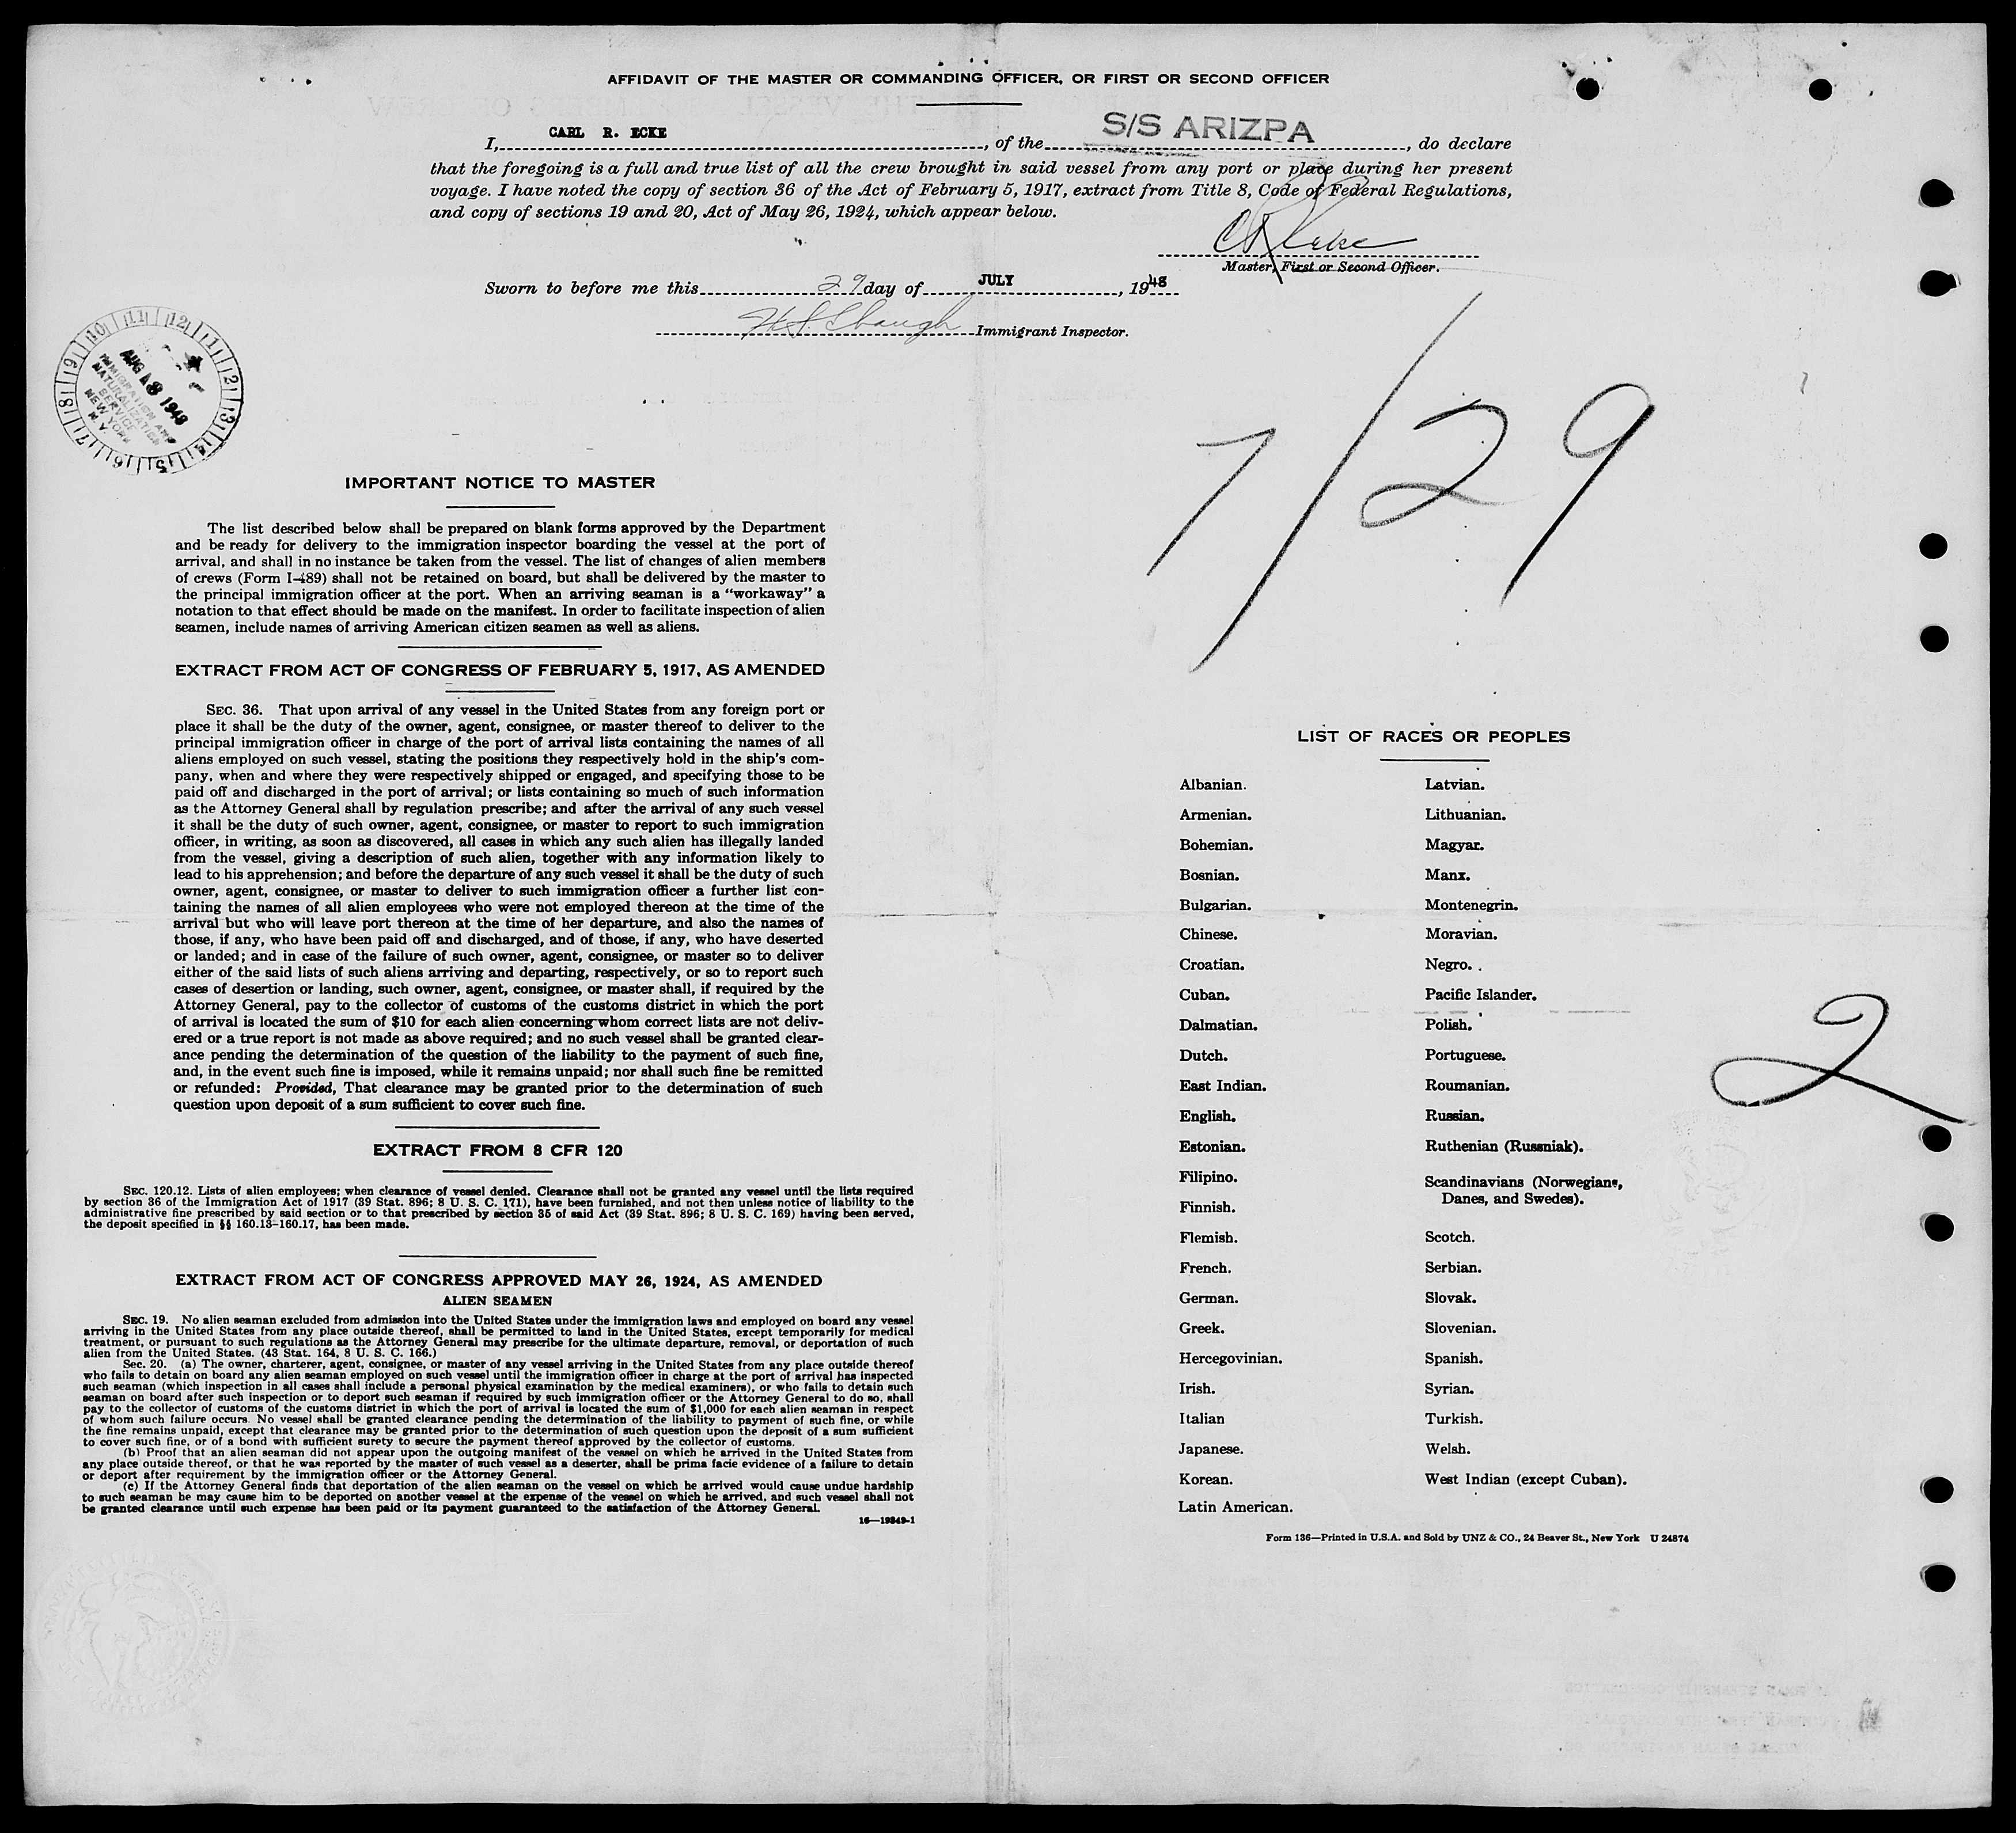 AFFIDAVIT OF THE MASTER OR COMMANDING OFFICER, OR FIRST OR SECOND OFFICER
I, CARL R. ECKE, of the S/S ARIZPA, do declare
that the foregoing is a full and true list of all the crew brought in said vessel from any port or place during her present
voyage. I have noted the copy of section 36 of the Act of February 5, 1917, extract from Title 8, Code of Federal Regulations,
and copy of sections 19 and 20, Act of May 26, 1924, which appear below.
Master, First or Second Officer.
Sworn to before me this 29 day of JULY, 1948
Immigrant Inspector.
10 11 12 1 2 3 4 5 6 7 8 9
AUG 18 1948
IMMIGRATION AND
NATURALIZATION
SERVICE
NEW YORK
N. Y.
7/29
IMPORTANT NOTICE TO MASTER
The list described below shall be prepared on blank forms approved by the Department
and be ready for delivery to the immigration inspector boarding the vessel at the port of
arrival, and shall in no instance be taken from the vessel. The list of changes of alien members
of crews (Form I-489) shall not be retained on board, but shall be delivered by the master to
the principal immigration officer at the port. When an arriving seaman is a "workaway" a
notation to that effect should be made on the manifest. In order to facilitate inspection of alien
seamen, include names of arriving American citizen seamen as well as aliens.
EXTRACT FROM ACT OF CONGRESS OF FEBRUARY 5, 1917, AS AMENDED
SEC. 36. That upon arrival of any vessel in the United States from any foreign port or
place it shall be the duty of the owner, agent, consignee, or master thereof to deliver to the
principal immigration officer in charge of the port of arrival lists containing the names of all
aliens employed on such vessel, stating the positions they respectively hold in the ship's com-
pany, when and where they were respectively shipped or engaged, and specifying those to be
paid off and discharged in the port of arrival; or lists containing so much of such information
as the Attorney General shall by regulation prescribe; and after the arrival of any such vessel
it shall be the duty of such owner, agent, consignee, or master to report to such immigration
officer, in writing, as soon as discovered, all cases in which any such alien has illegally landed
from the vessel, giving a description of such alien, together with any information likely to
lead to his apprehension; and before the departure of any such vessel it shall be the duty of such
owner, agent, consignee, or master to deliver to such immigration officer a further list con-
taining the names of all alien employees who were not employed thereon at the time of the
arrival but who will leave port thereon at the time of her departure, and also the names of
those, if any, who have been paid off and discharged, and of those, if any, who have deserted
or landed; and in case of the failure of such owner, agent, consignee, or master so to deliver
either of the said lists of such aliens arriving and departing, respectively, or so to report such
cases of desertion or landing, such owner, agent, consignee, or master shall, if required by the
Attorney General, pay to the collector of customs of the customs district in which the port
of arrival is located the sum of $10 for each alien concerning whom correct lists are not deliv-
ered or a true report is not made as above required; and no such vessel shall be granted clear-
ance pending the determination of the question of the liability to the payment of such fine,
and, in the event such fine is imposed, while it remains unpaid; nor shall such fine be remitted
or refunded: Provided, That clearance may be granted prior to the determination of such
question upon deposit of a sum sufficient to cover such fine.
EXTRACT FROM 8 CFR 120
SEC. 120.12. Lists of alien employees; when clearance of vessel denied. Clearance shall not be granted any vessel until the lists required
by section 36 of the Immigration Act of 1917 (39 Stat. 896; 8 U. S. C. 171), have been furnished, and not then unless notice of liability to the
administrative fine prescribed by said section or to that prescribed by section 35 of said Act (39 Stat. 896; 8 U. S. C. 169) having been served,
the deposit specified in §§ 160.13-160.17, has been made.
EXTRACT FROM ACT OF CONGRESS APPROVED MAY 26, 1924, AS AMENDED
ALIEN SEAMEN
SEC. 19. No alien seaman excluded from admission into the United States under the immigration laws and employed on board any vessel
arriving in the United States from any place outside thereof, shall be permitted to land in the United States, except temporarily for medical
treatment, or pursuant to such regulations as the Attorney General may prescribe for the ultimate departure, removal, or deportation of such
alien from the United States. (43 Stat. 164, 8 U. S. C. 166.)
Sec. 20. (a) The owner, charterer, agent, consignee, or master of any vessel arriving in the United States from any place outside thereof
who fails to detain on board any alien seaman employed on such vessel until the immigration officer in charge at the port of arrival has inspected
such seaman (which inspection in all cases shall include a personal physical examination by the medical examiners), or who fails to detain such
seaman on board after such inspection or to deport such seaman if required by such immigration officer or the Attorney General to do so, shall
pay to the collector of customs of the customs district in which the port of arrival is located the sum of $1,000 for each alien seaman in respect
of whom such failure occurs. No vessel shall be granted clearance pending the determination of the liability to payment of such fine, or while
the fine remains unpaid, except that clearance may be granted prior to the determination of such question upon the deposit of a sum sufficient
to cover such fine, or of a bond with sufficient surety to secure the payment thereof approved by the collector of customs.
(b) Proof that an alien seaman did not appear upon the outgoing manifest of the vessel on which he arrived in the United States from
any place outside thereof, or that he was reported by the master of such vessel as a deserter, shall be prima facie evidence of a failure to detain
or deport after requirement by the immigration officer or the Attorney General.
(c) If the Attorney General finds that deportation of the alien seaman on the vessel on which he arrived would cause undue hardship
to such seaman he may cause him to be deported on another vessel at the expense of the vessel on which he arrived, and such vessel shall not
be granted clearance until such expense has been paid or its payment guaranteed to the satisfaction of the Attorney General.
16—19849-1
LIST OF RACES OR PEOPLES
Albanian.
Armenian.
Bohemian.
Bosnian.
Bulgarian.
Chinese.
Croatian.
Cuban.
Dalmatian.
Dutch.
East Indian.
English.
Estonian.
Filipino.
Finnish.
Flemish.
French.
German.
Greek.
Hercegovinian.
Irish.
Italian
Japanese.
Korean.
Latin American.
Latvian.
Lithuanian.
Magyar.
Manx.
Montenegrin.
Moravian.
Negro.
Pacific Islander.
Polish.
Portuguese.
Roumanian.
Russian.
Ruthenian (Russniak).
Scandinavians (Norwegians,
Danes, and Swedes).
Scotch.
Serbian.
Slovak.
Slovenian.
Spanish.
Syrian.
Turkish.
Welsh.
West Indian (except Cuban).
2
Form 136—Printed in U.S.A. and Sold by UNZ & CO., 24 Beaver St., New York U 24874